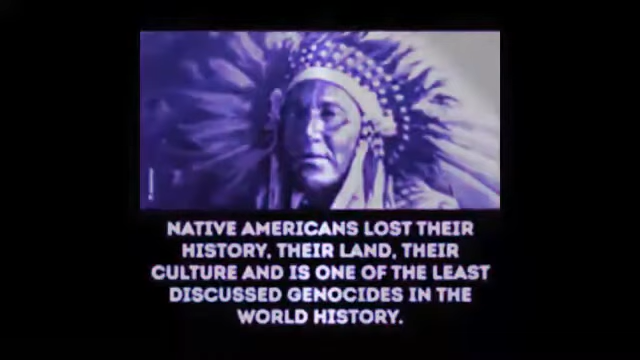 NATIVE AMERICANS LOST THEIR
HISTORY, THEIR LAND, THEIR
CULTURE AND IS ONE OF THE LEAST
DISCUSSED GENOCIDES IN THE
WORLD HISTORY.